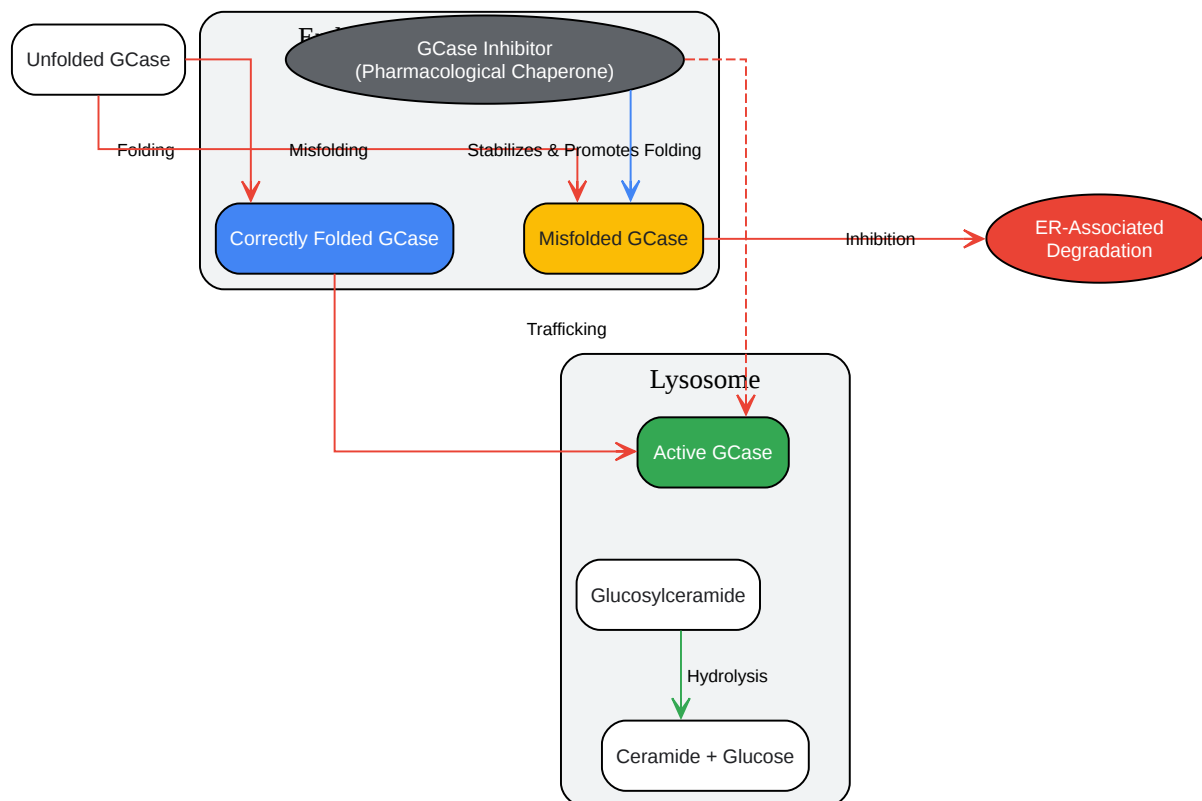 Unfolded GCase
GCase Inhibitor
(Pharmacological Chaperone)
Folding
Misfolding
Stabilizes & Promotes Folding
Correctly Folded GCase
Misfolded GCase
Inhibition
ER-Associated
Degradation
Trafficking
Lysosome
Active GCase
Glucosylceramide
Hydrolysis
Ceramide + Glucose